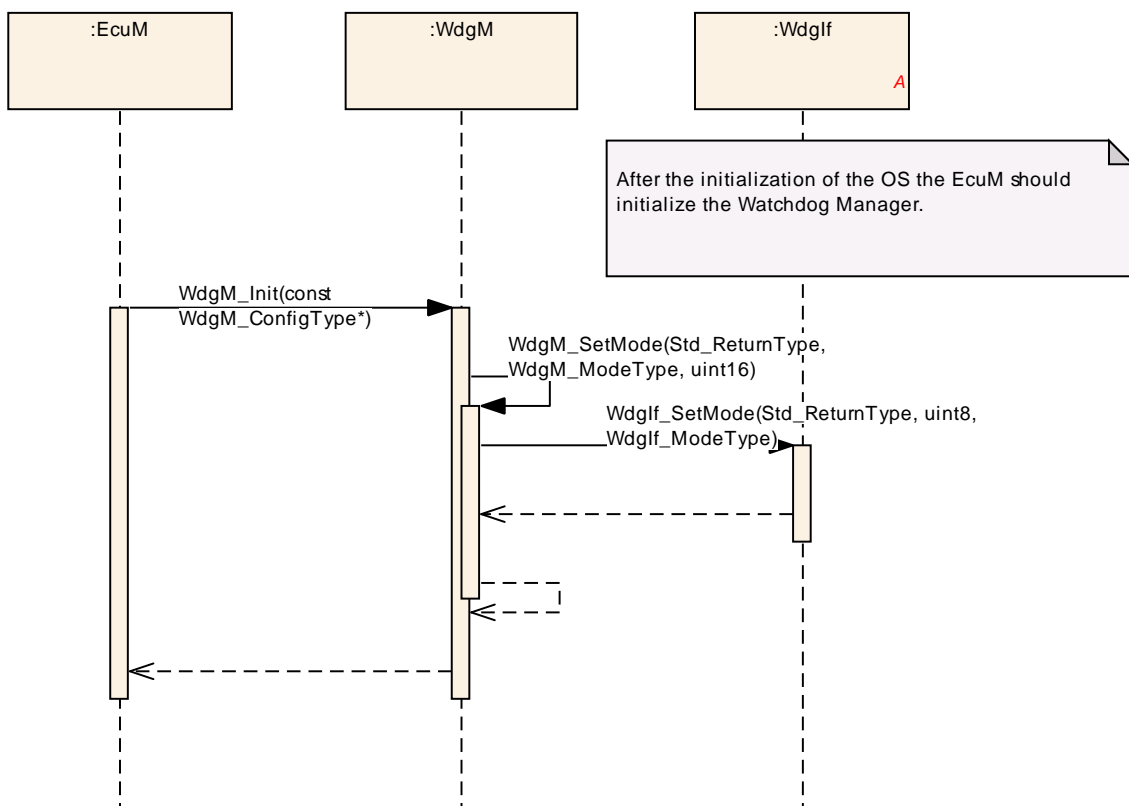 :EcuM
:WdgM
:WdgIf
A
After the initialization of the OS the EcuM should
initialize the Watchdog Manager.
WdgM_Init(const
WdgM_ConfigType*)
WdgM_SetMode(Std_ReturnType,
WdgM_ModeType, uint16)
WdgIf_SetMode(Std_ReturnType, uint8,
WdgIf_ModeType)